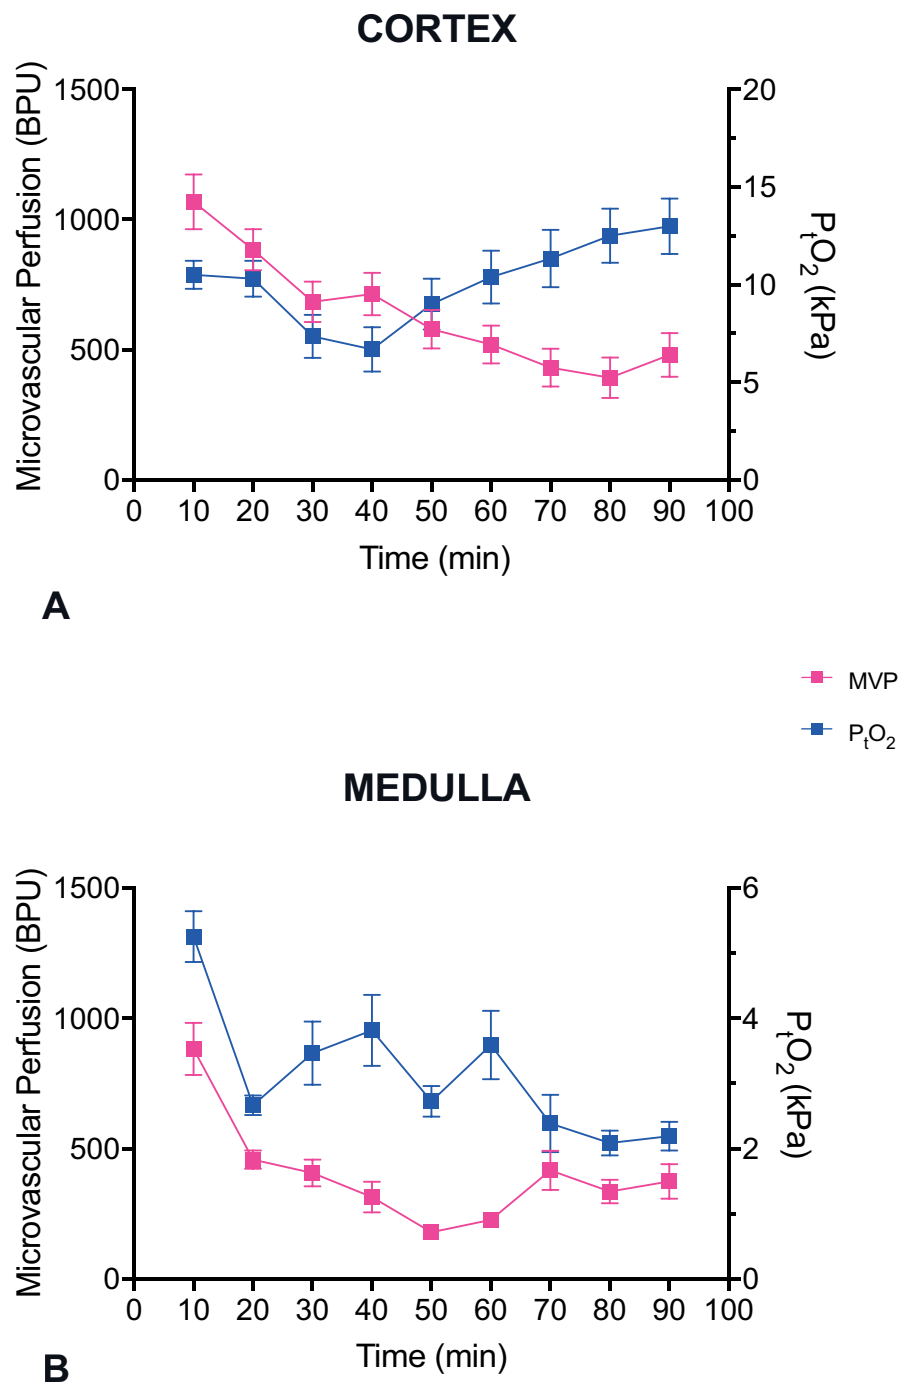 CORTEX
Microvascular Perfusion (BPU)
1500
1000
500
0
20
15
10
5
0
PtO2 (kPa)
0 10 20 30 40 50 60 70 80 90 100
Time (min)
A
MVP
PtO2
MEDULLA
Microvascular Perfusion (BPU)
1500
1000
500
0
6
4
2
0
PtO2 (kPa)
0 10 20 30 40 50 60 70 80 90 100
Time (min)
B